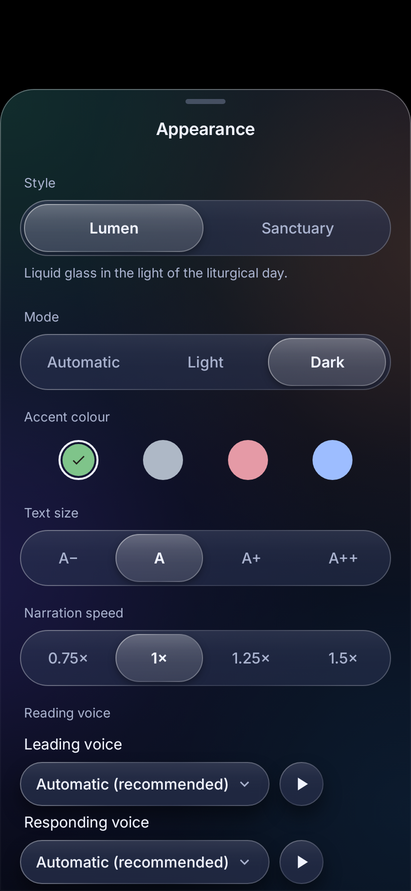 Appearance
Style
Lumen Sanctuary
Liquid glass in the light of the liturgical day.
Mode
Automatic Light Dark
Accent colour
Text size
A− A A+ A++
Narration speed
0.75× 1× 1.25× 1.5×
Reading voice
Leading voice
Automatic (recommended)
Responding voice
Automatic (recommended)